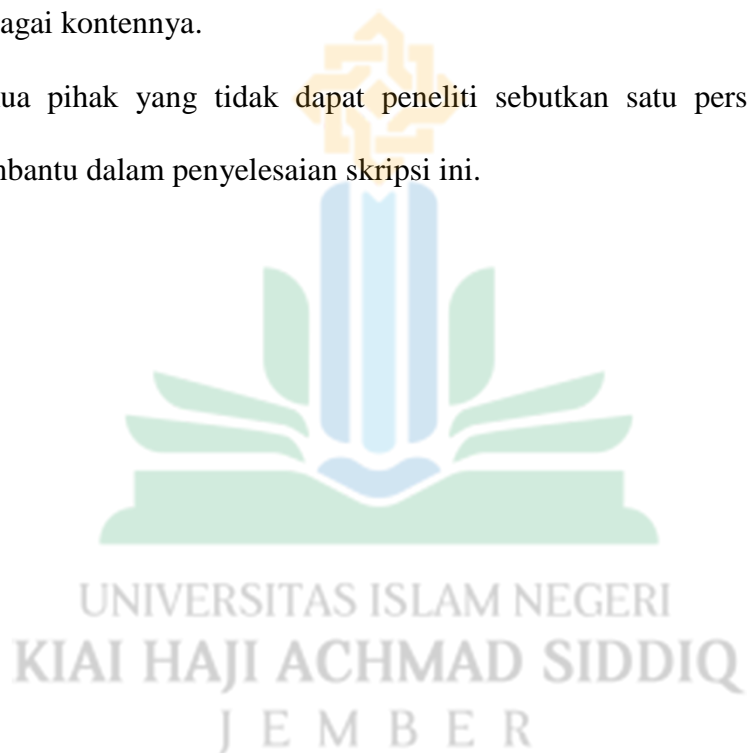 agai kontennya.
ua pihak yang tidak dapat peneliti sebutkan satu pers
nbantu dalam penyelesaian skripsi ini.
UNIVERSITAS ISLAM NEGERI
KIAI HAJI ACHMAD SIDDIQ
J E M B E R